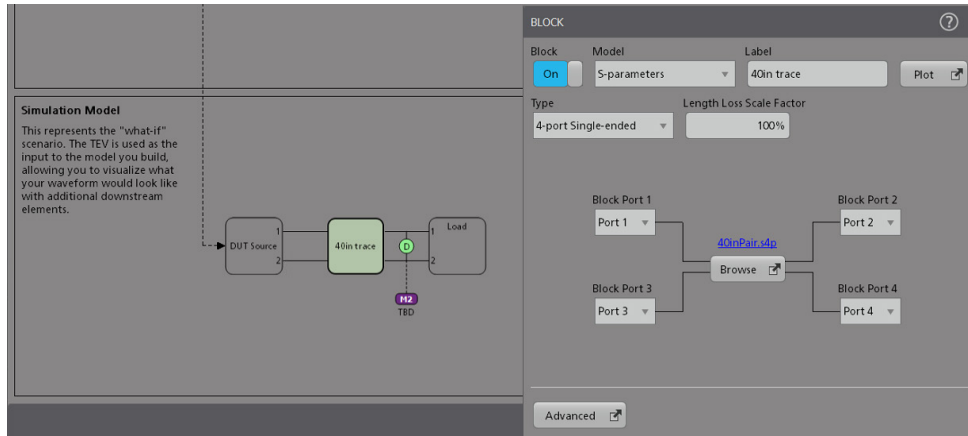 Simulation Model
This represents the "what-if"
scenario. The TEV is used as the
input to the model you build,
allowing you to visualize what
your waveform would look like
with additional downstream
elements.
DUT Source
1
2
40in trace
D
M2
TBD
Load
1
2
BLOCK
?
Block Model Label
On S-parameters 40in trace Plot
Type Length Loss Scale Factor
4-port Single-ended 100%
Block Port 1 Block Port 2
Port 1 Port 2
40inPair.s4p
Browse
Block Port 3 Block Port 4
Port 3 Port 4
Advanced